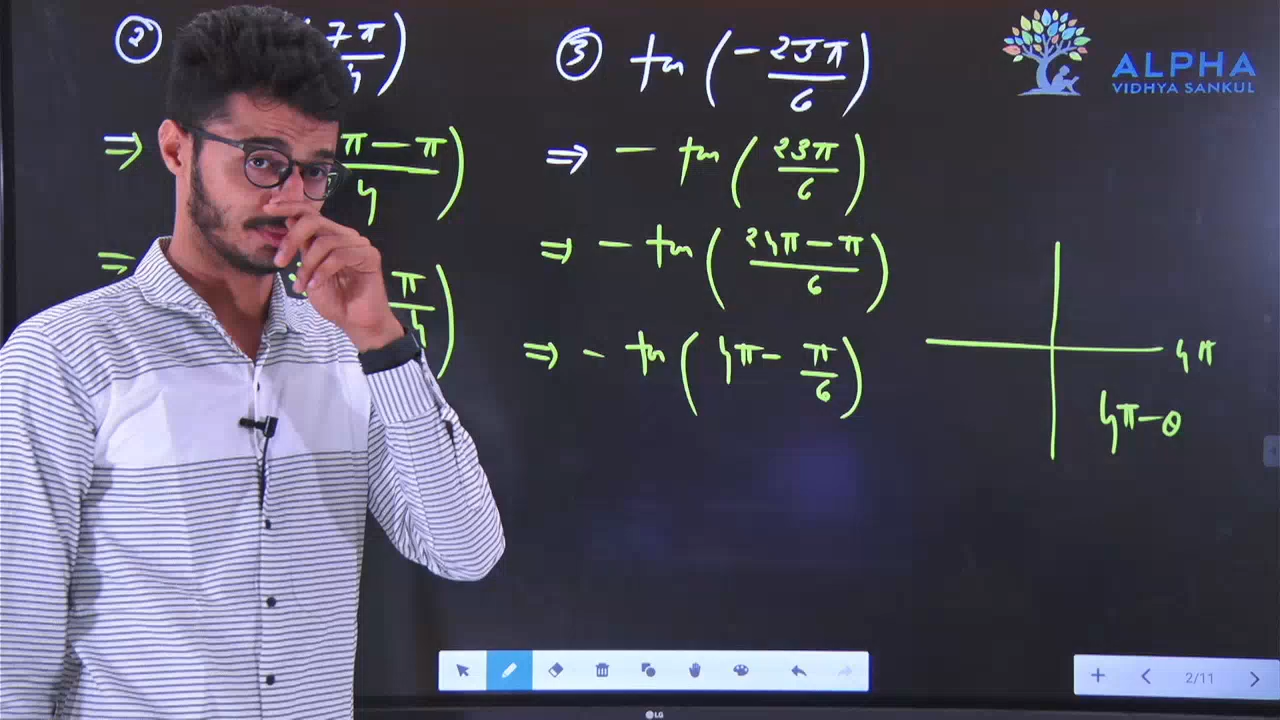 ② 7π/4)
⇒ π - π / 4 )
⇒ π/4 )
③ tan ( -23π/6 )
⇒ - tan ( 23π/6 )
⇒ - tan ( 24π - π / 6 )
⇒ - tan ( 4π - π/6 )
4π
4π - θ
ALPHA
VIDHYA SANKUL
2/11
LG